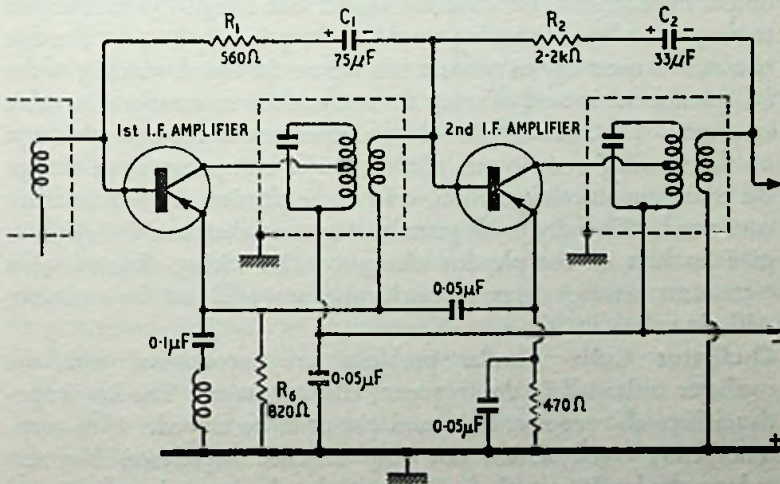 R₁
560Ω
C₁
+ -
75μF
R₂
2·2kΩ
C₂
+ -
33μF
1st I.F. AMPLIFIER
2nd I.F. AMPLIFIER
0·05μF
-
0·1μF
R₆
820Ω
0·05μF
0·05μF
470Ω
+